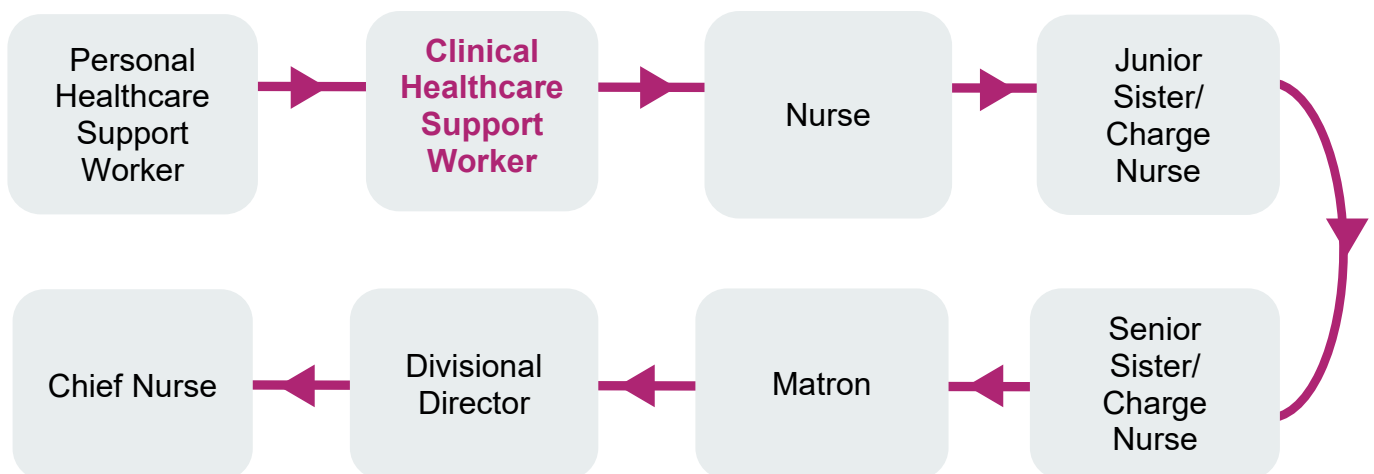 Personal
Healthcare
Support
Worker
Clinical
Healthcare
Support
Worker
Nurse
Junior
Sister/
Charge
Nurse
Senior
Sister/
Charge
Nurse
Matron
Divisional
Director
Chief Nurse